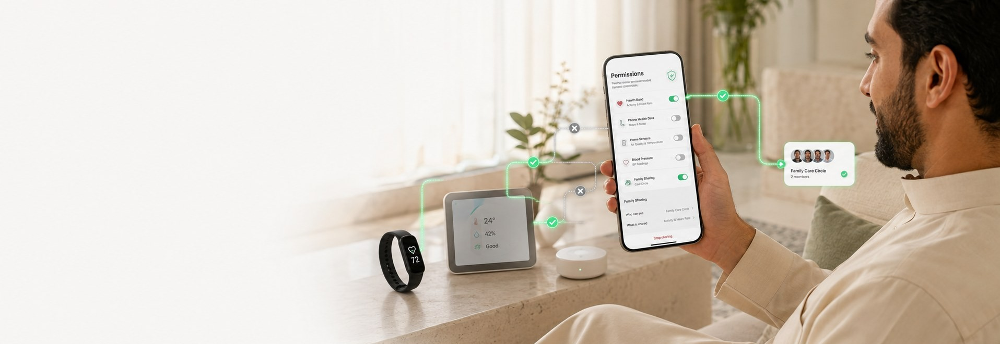 72
24°
42%
Good
Permissions
Health Band
Activity & Heart Rate
Phone Health Data
Steps & Sleep
Home Sensors
Air Quality & Temperature
Blood Pressure
BP Readings
Family Sharing
Care Circle
Family Sharing
Who can see
Family Care Circle
What is shared
Activity & Heart Rate
Stop sharing
Family Care Circle
2 members